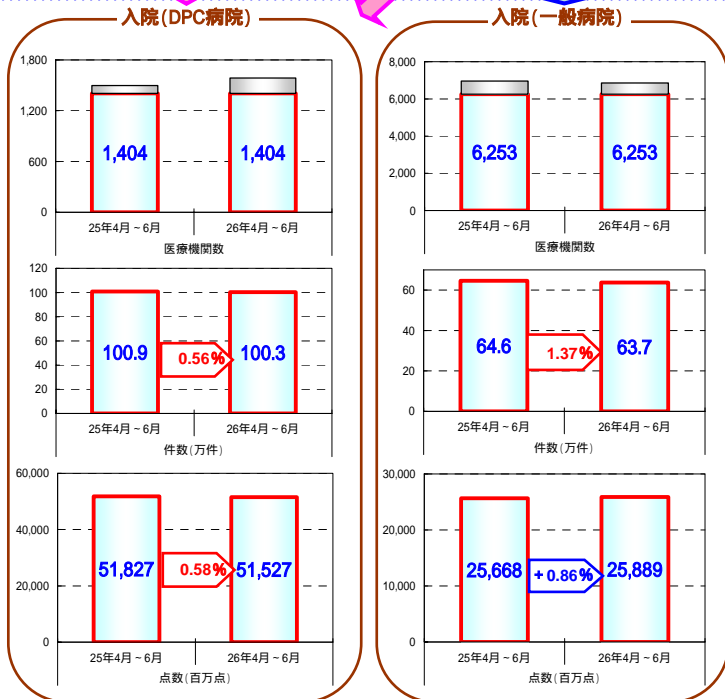 入院(DPC病院)
1,800
1,200
600
0
1,404
1,404
25年4月~6月
26年4月~6月
医療機関数
120
100
80
60
40
20
0
100.9
0.56%
100.3
25年4月~6月
26年4月~6月
件数(万件)
60,000
40,000
20,000
0
51,827
0.58%
51,527
25年4月~6月
26年4月~6月
点数(百万点)
入院(一般病院)
8,000
6,000
4,000
2,000
0
6,253
6,253
25年4月~6月
26年4月~6月
医療機関数
60
40
20
0
64.6
1.37%
63.7
25年4月~6月
26年4月~6月
件数(万件)
30,000
20,000
10,000
0
25,668
+0.86%
25,889
25年4月~6月
26年4月~6月
点数(百万点)